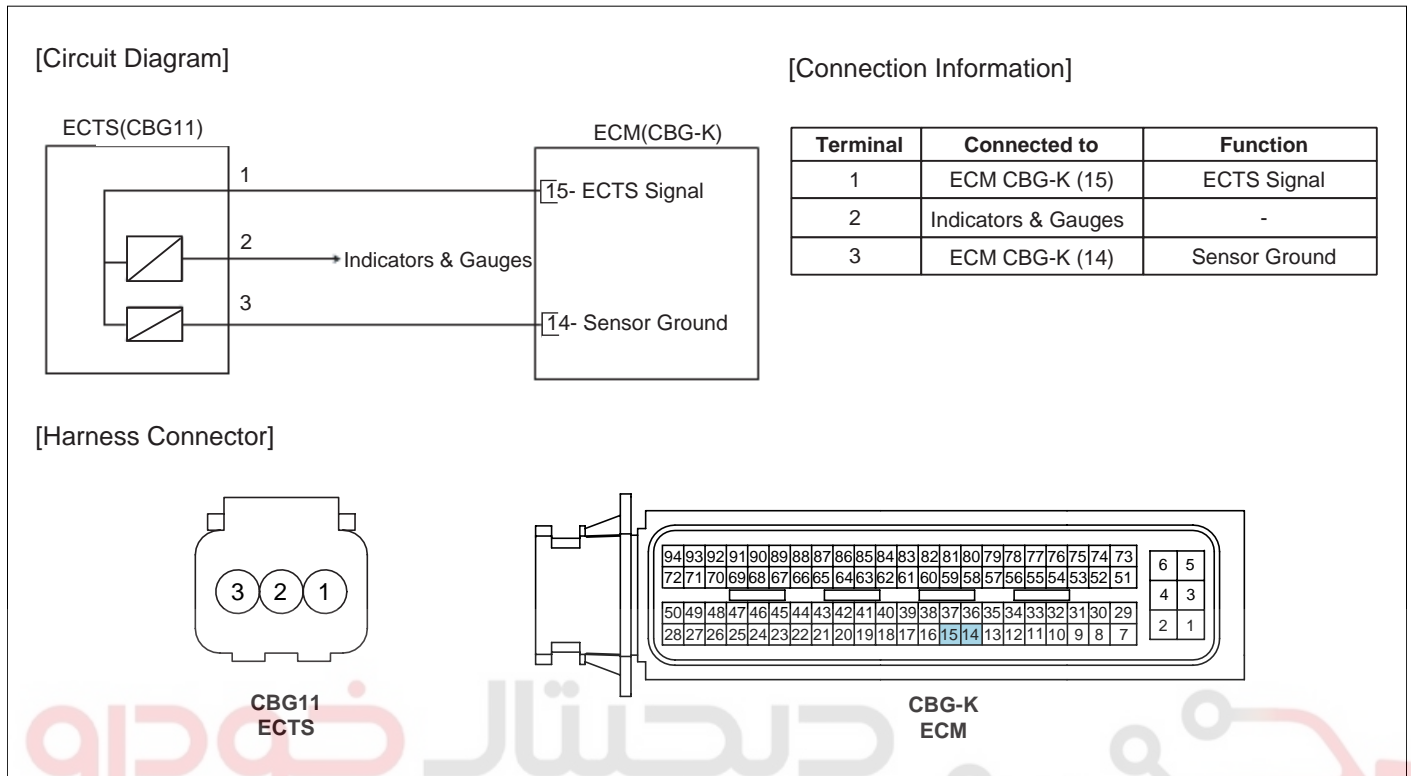 [Circuit Diagram]
ECTS(CBG11)
ECM(CBG-K)
1
15- ECTS Signal
2
Indicators & Gauges
3
14- Sensor Ground
[Connection Information]
Terminal Connected to Function
1 ECM CBG-K (15) ECTS Signal
2 Indicators & Gauges -
3 ECM CBG-K (14) Sensor Ground
[Harness Connector]
3 2 1
CBG11
ECTS
94 93 92 91 90 89 88 87 86 85 84 83 82 81 80 79 78 77 76 75 74 73
72 71 70 69 68 67 66 65 64 63 62 61 60 59 58 57 56 55 54 53 52 51
50 49 48 47 46 45 44 43 42 41 40 39 38 37 36 35 34 33 32 31 30 29
28 27 26 25 24 23 22 21 20 19 18 17 16 15 14 13 12 11 10 9 8 7
6 5
4 3
2 1
CBG-K
ECM
دیجیتال خودرو